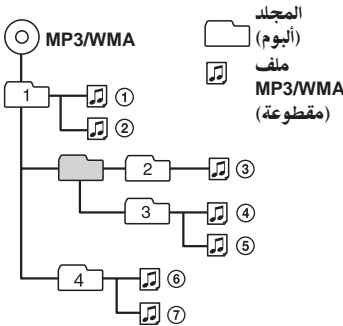 MP3/WMA
المجلد
(ألبوم)
ملف
MP3/WMA
(مقطوعة)
1
①
②
2
③
3
④
⑤
4
⑥
⑦